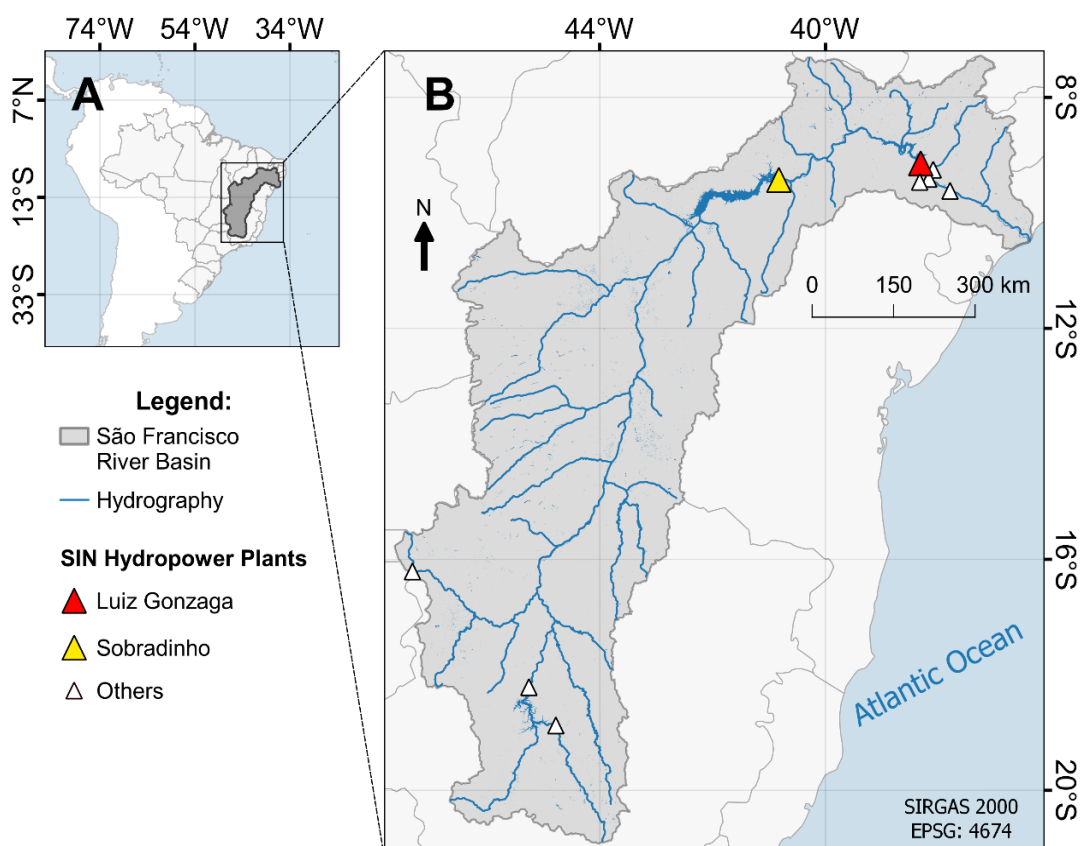 74°W 54°W 34°W
A
7°N
13°S
33°S
44°W 40°W
B
8°S
12°S
16°S
20°S
N
0 150 300 km
Atlantic Ocean
SIRGAS 2000
EPSG: 4674
Legend:
São Francisco
River Basin
Hydrography
SIN Hydropower Plants
Luiz Gonzaga
Sobradinho
Others